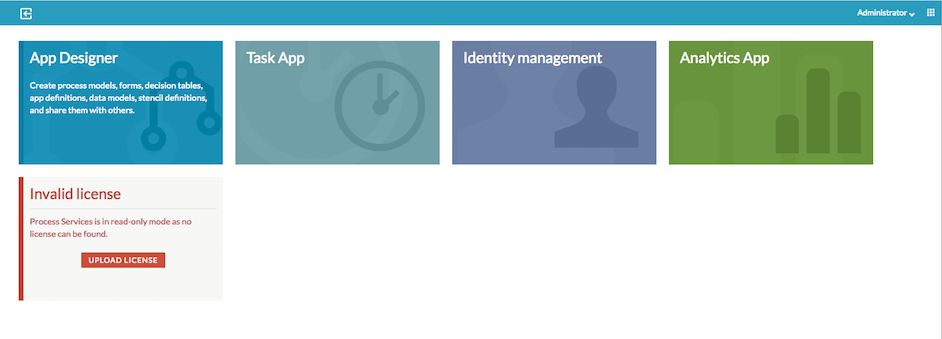 Administrator
App Designer
Create process models, forms, decision tables,
app definitions, data models, stencil definitions,
and share them with others.
Task App
Identity management
Analytics App
Invalid license
Process Services is in read-only mode as no
license can be found.
UPLOAD LICENSE